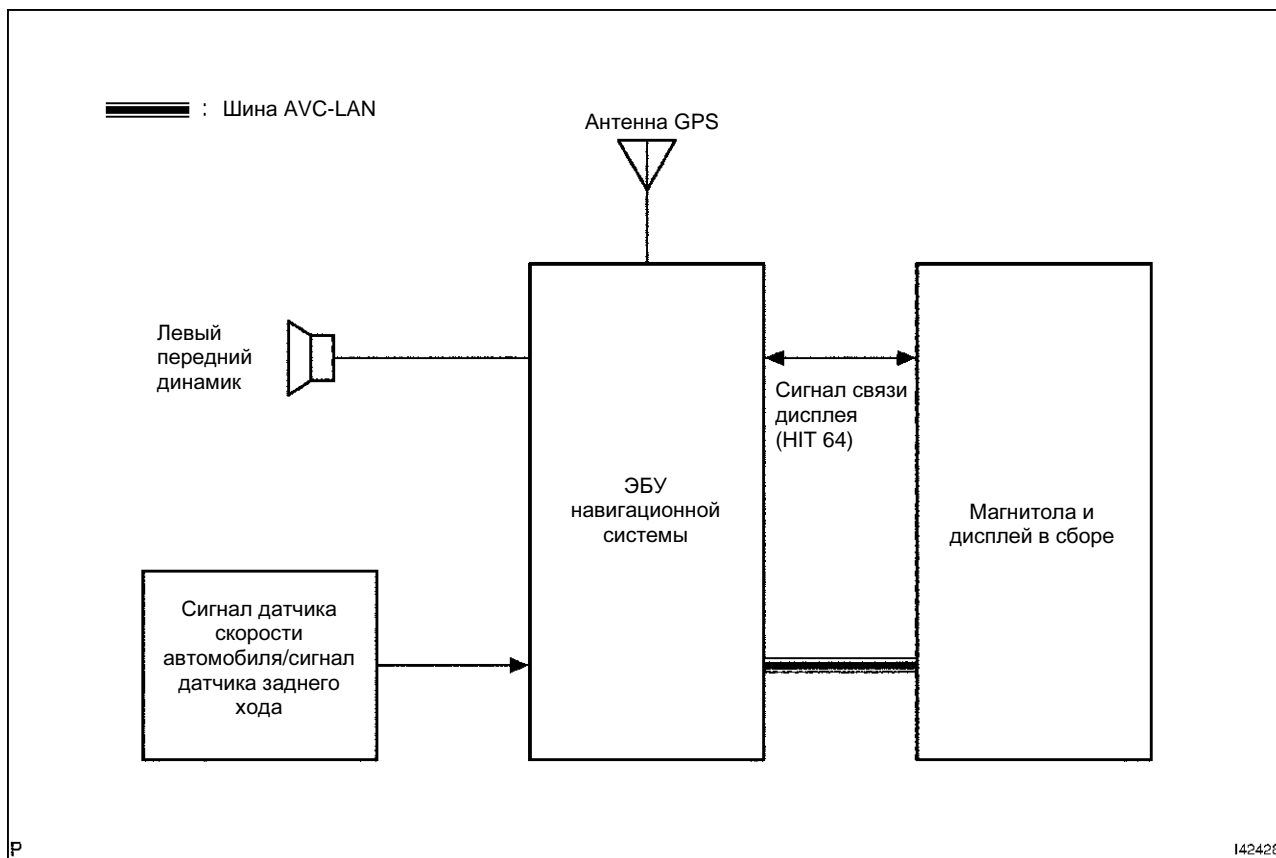 : Шина AVC-LAN
Антенна GPS
Левый
передний
динамик
Сигнал связи
дисплея
(HIT 64)
ЭБУ
навигационной
системы
Магнитола и
дисплей в сборе
Сигнал датчика
скорости
автомобиля/сигнал
датчика заднего
хода
P
I42428